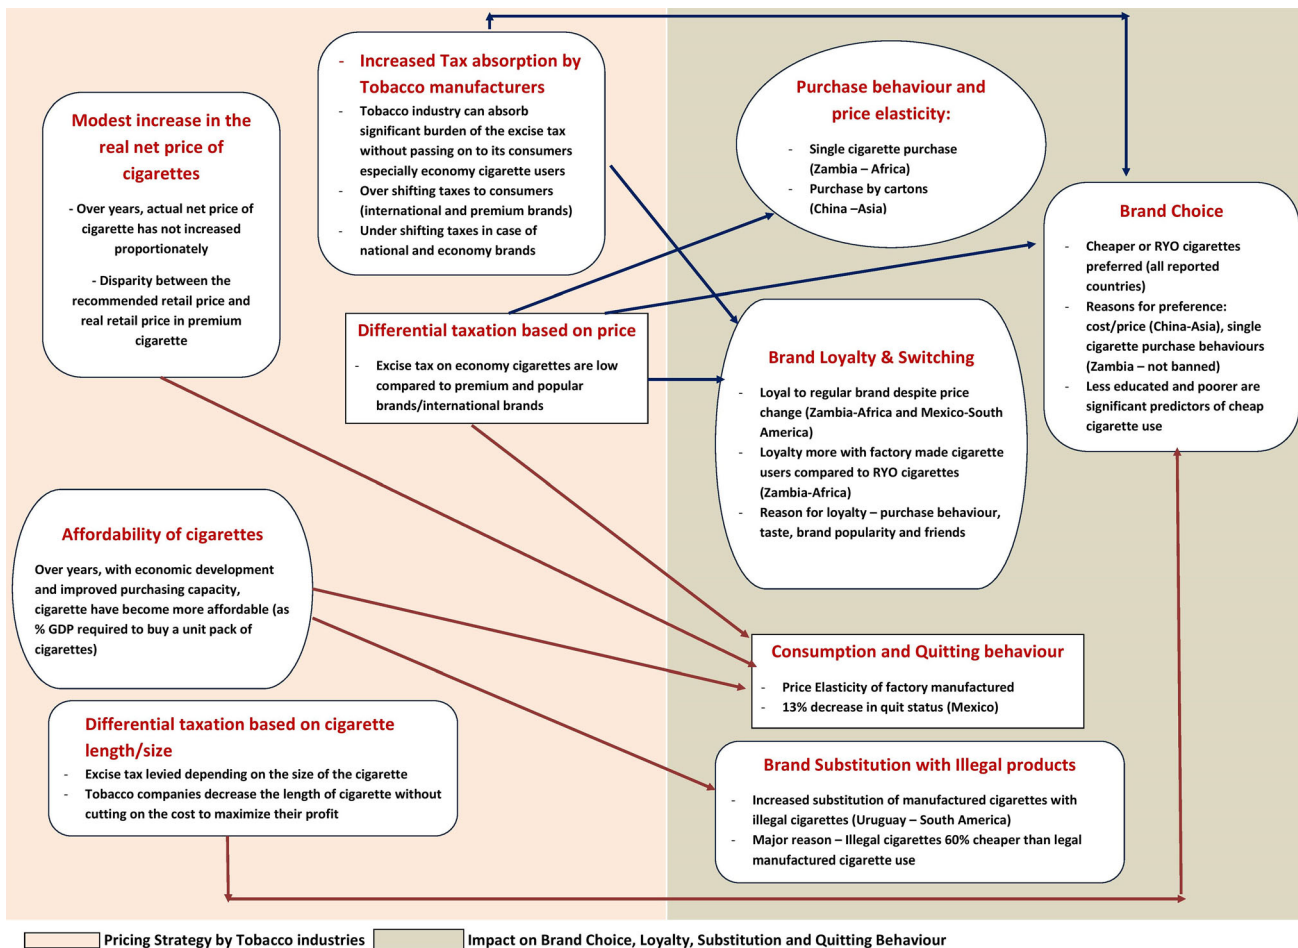 - Increased Tax absorption by
Tobacco manufacturers
- Tobacco industry can absorb
significant burden of the excise tax
without passing on to its consumers
especially economy cigarette users
- Over shifting taxes to consumers
(international and premium brands)
- Under shifting taxes in case of
national and economy brands
Modest increase in the
real net price of
cigarettes
- Over years, actual net price of
cigarette has not increased
proportionately
- Disparity between the
recommended retail price and
real retail price in premium
cigarette
Differential taxation based on price
- Excise tax on economy cigarettes are low
compared to premium and popular
brands/international brands
Affordability of cigarettes
Over years, with economic development
and improved purchasing capacity,
cigarette have become more affordable (as
% GDP required to buy a unit pack of
cigarettes)
Differential taxation based on cigarette
length/size
- Excise tax levied depending on the size of the cigarette
- Tobacco companies decrease the length of cigarette without
cutting on the cost to maximize their profit
Purchase behaviour and
price elasticity:
- Single cigarette purchase
(Zambia – Africa)
- Purchase by cartons
(China –Asia)
Brand Choice
- Cheaper or RYO cigarettes
preferred (all reported
countries)
- Reasons for preference:
cost/price (China-Asia), single
cigarette purchase behaviours
(Zambia – not banned)
- Less educated and poorer are
significant predictors of cheap
cigarette use
Brand Loyalty & Switching
- Loyal to regular brand despite price
change (Zambia-Africa and Mexico-South
America)
- Loyalty more with factory made cigarette
users compared to RYO cigarettes
(Zambia-Africa)
- Reason for loyalty – purchase behaviour,
taste, brand popularity and friends
Consumption and Quitting behaviour
- Price Elasticity of factory manufactured
- 13% decrease in quit status (Mexico)
Brand Substitution with Illegal products
- Increased substitution of manufactured cigarettes with
illegal cigarettes (Uruguay – South America)
- Major reason – Illegal cigarettes 60% cheaper than legal
manufactured cigarette use
Pricing Strategy by Tobacco industries
Impact on Brand Choice, Loyalty, Substitution and Quitting Behaviour